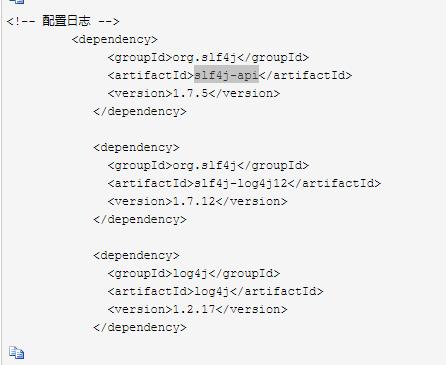 <!-- 配置日志 -->
<dependency>
<groupId>org.slf4j</groupId>
<artifactId>slf4j-api</artifactId>
<version>1.7.5</version>
</dependency>
<dependency>
<groupId>org.slf4j</groupId>
<artifactId>slf4j-log4j12</artifactId>
<version>1.7.12</version>
</dependency>
<dependency>
<groupId>log4j</groupId>
<artifactId>log4j</artifactId>
<version>1.2.17</version>
</dependency>